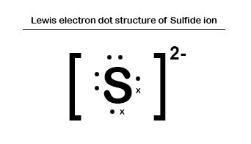 Lewis electron dot structure of Sulfide ion
[S]2-
x
x